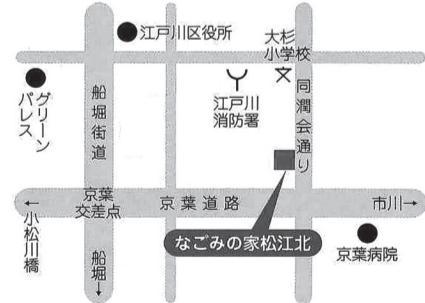 江戸川区役所
大杉
小学校
グリーン
パレス
船堀街道
江戸川
消防署
同潤会通り
京葉
交差点
京葉道路
市川→
←小松川橋
船堀↓
なごみの家松江北
京葉病院